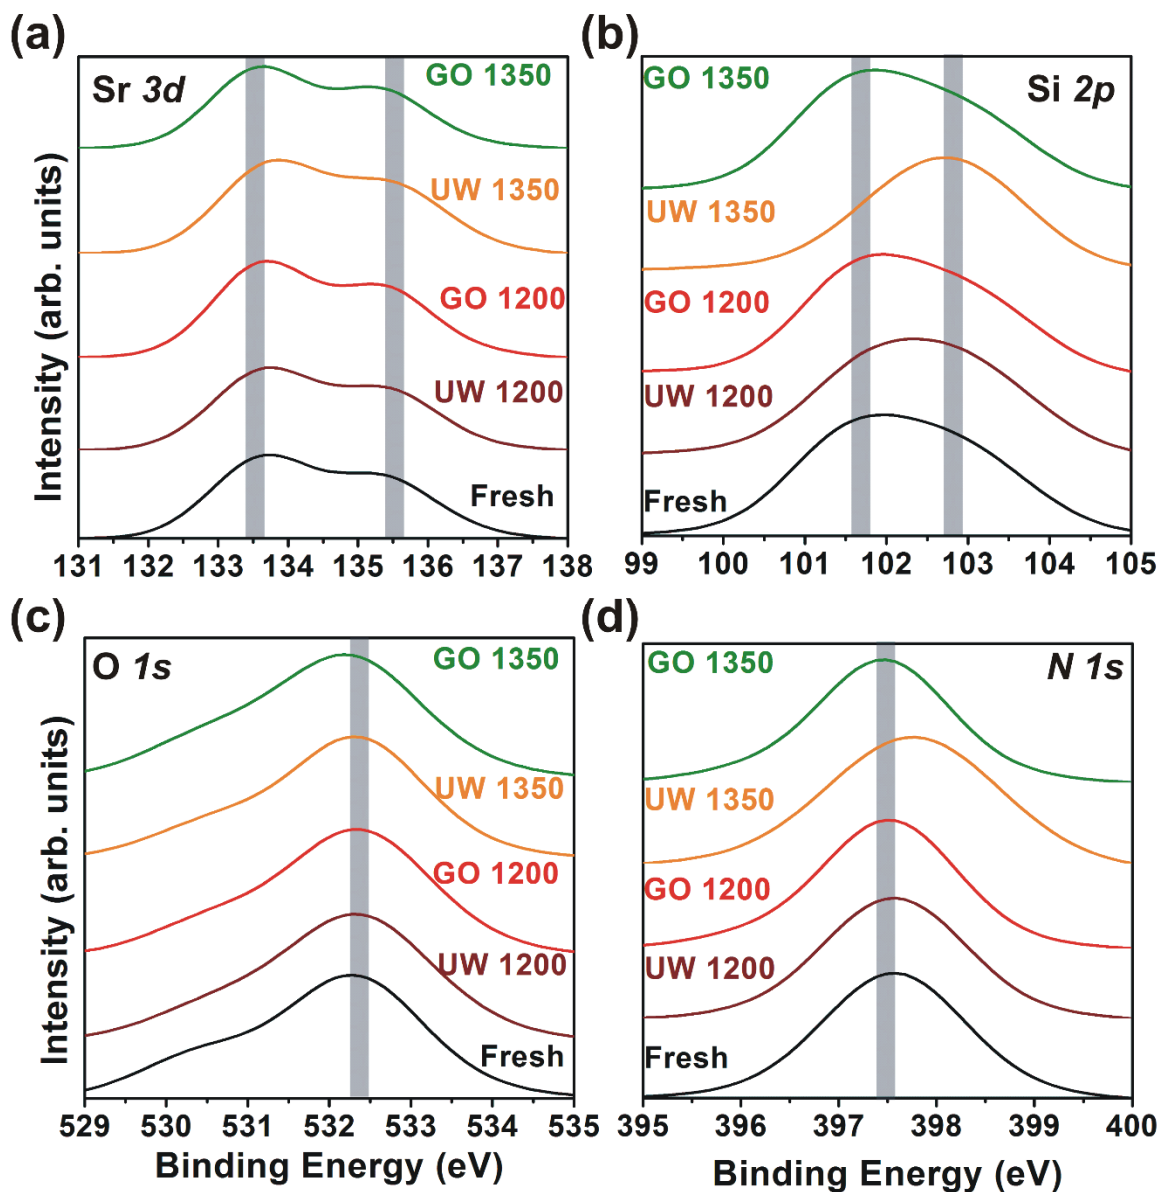 (a)
Sr 3d
GO 1350
UW 1350
GO 1200
UW 1200
Fresh
Intensity (arb. units)
131 132 133 134 135 136 137 138
(b)
Si 2p
GO 1350
UW 1350
GO 1200
UW 1200
Fresh
99 100 101 102 103 104 105
(c)
O 1s
GO 1350
UW 1350
GO 1200
UW 1200
Fresh
Intensity (arb. units)
529 530 531 532 533 534 535
Binding Energy (eV)
(d)
N 1s
GO 1350
UW 1350
GO 1200
UW 1200
Fresh
395 396 397 398 399 400
Binding Energy (eV)